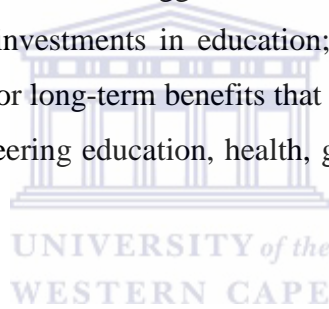 investments in education;
or long-term benefits that
eering education, health, g
UNIVERSITY of the
WESTERN CAPE